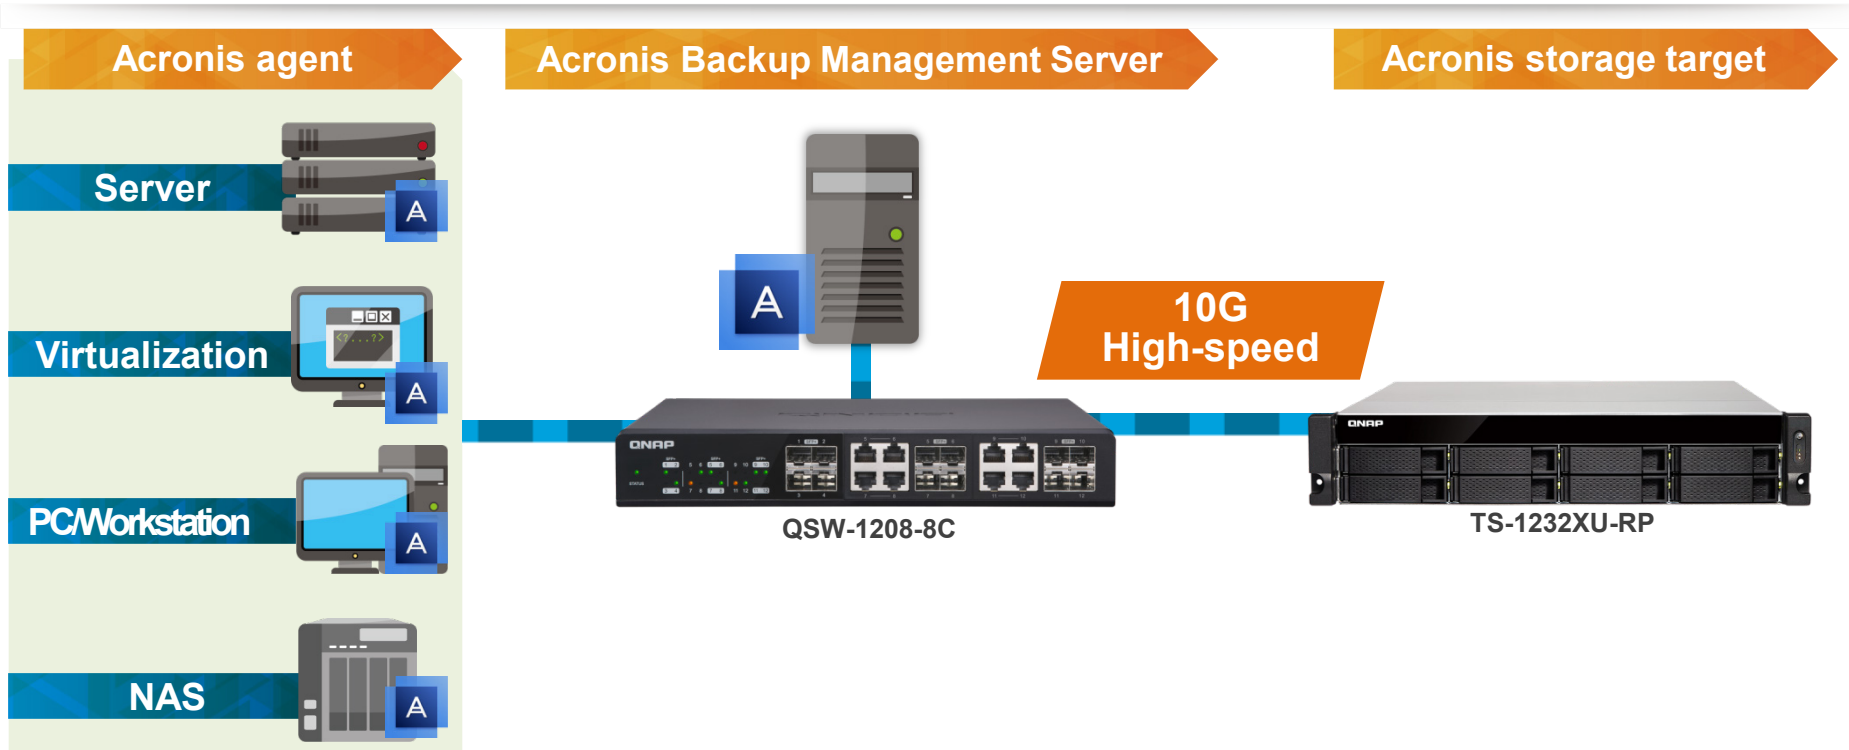 Acronis agent
Acronis Backup Management Server
Acronis storage target
Server
Virtualization
<?...?>
PC/Workstation
NAS
10G
High-speed
QNAP
QSW-1208-8C
QNAP
TS-1232XU-RP